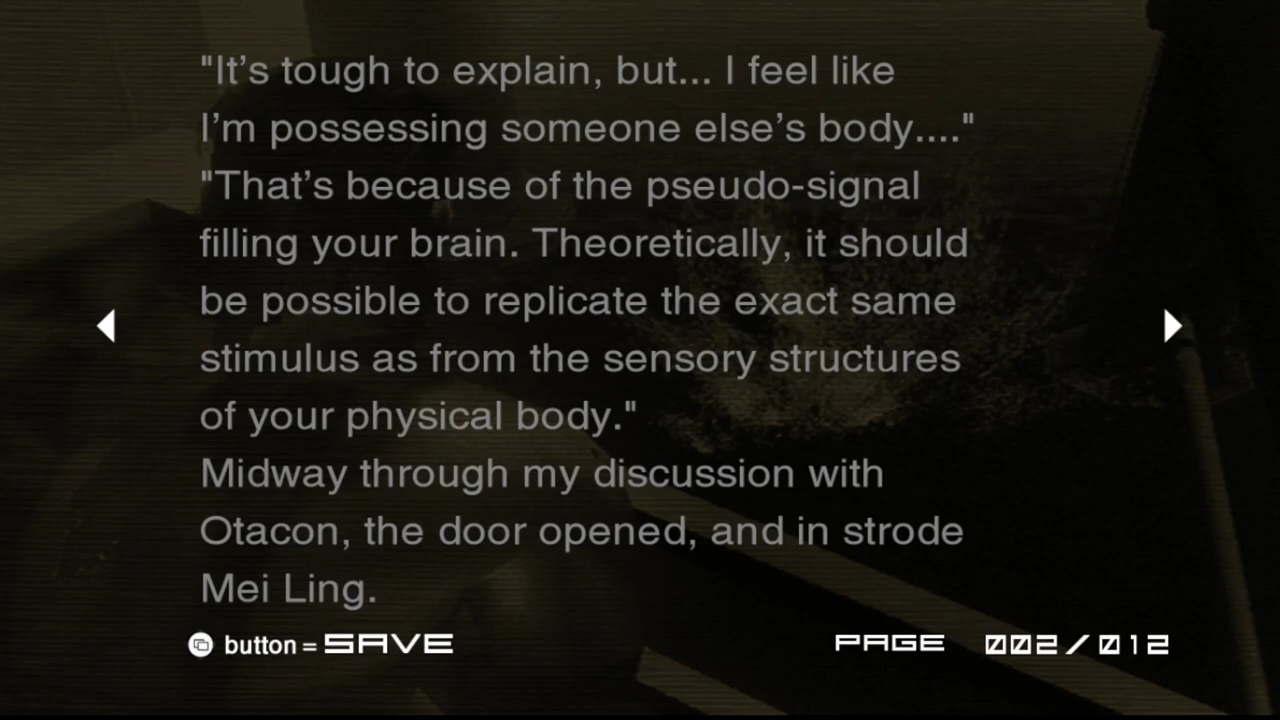 "It’s tough to explain, but... I feel like
I’m possessing someone else’s body...."
"That’s because of the pseudo-signal
filling your brain. Theoretically, it should
be possible to replicate the exact same
stimulus as from the sensory structures
of your physical body."
Midway through my discussion with
Otacon, the door opened, and in strode
Mei Ling.
button = SAVE
PAGE 002/012